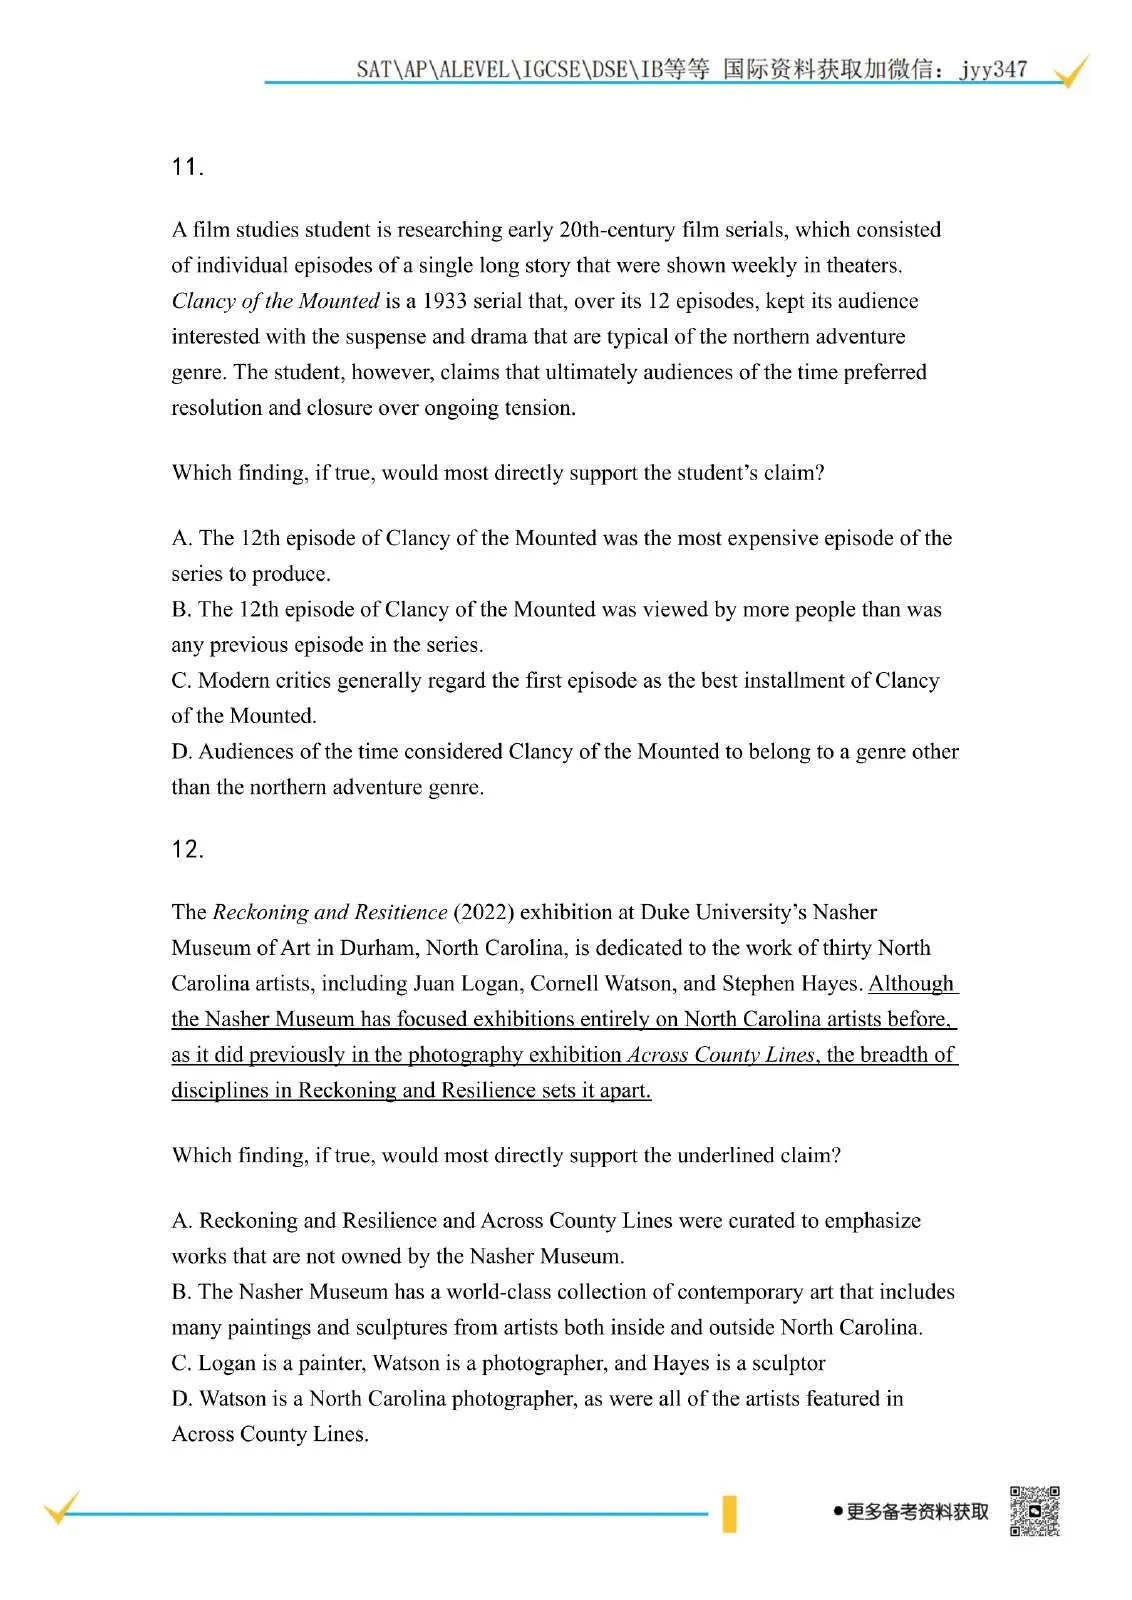 SAT\AP\ALEVEL\IGCSE\DSE\IB等等 国际资料获取加微信：jyy347
11.
A film studies student is researching early 20th-century film serials, which consisted
of individual episodes of a single long story that were shown weekly in theaters.
Clancy of the Mounted is a 1933 serial that, over its 12 episodes, kept its audience
interested with the suspense and drama that are typical of the northern adventure
genre. The student, however, claims that ultimately audiences of the time preferred
resolution and closure over ongoing tension.
Which finding, if true, would most directly support the student’s claim?
A. The 12th episode of Clancy of the Mounted was the most expensive episode of the
series to produce.
B. The 12th episode of Clancy of the Mounted was viewed by more people than was
any previous episode in the series.
C. Modern critics generally regard the first episode as the best installment of Clancy
of the Mounted.
D. Audiences of the time considered Clancy of the Mounted to belong to a genre other
than the northern adventure genre.
12.
The Reckoning and Resitience (2022) exhibition at Duke University’s Nasher
Museum of Art in Durham, North Carolina, is dedicated to the work of thirty North
Carolina artists, including Juan Logan, Cornell Watson, and Stephen Hayes. Although
the Nasher Museum has focused exhibitions entirely on North Carolina artists before,
as it did previously in the photography exhibition Across County Lines, the breadth of
disciplines in Reckoning and Resilience sets it apart.
Which finding, if true, would most directly support the underlined claim?
A. Reckoning and Resilience and Across County Lines were curated to emphasize
works that are not owned by the Nasher Museum.
B. The Nasher Museum has a world-class collection of contemporary art that includes
many paintings and sculptures from artists both inside and outside North Carolina.
C. Logan is a painter, Watson is a photographer, and Hayes is a sculptor
D. Watson is a North Carolina photographer, as were all of the artists featured in
Across County Lines.
●更多备考资料获取